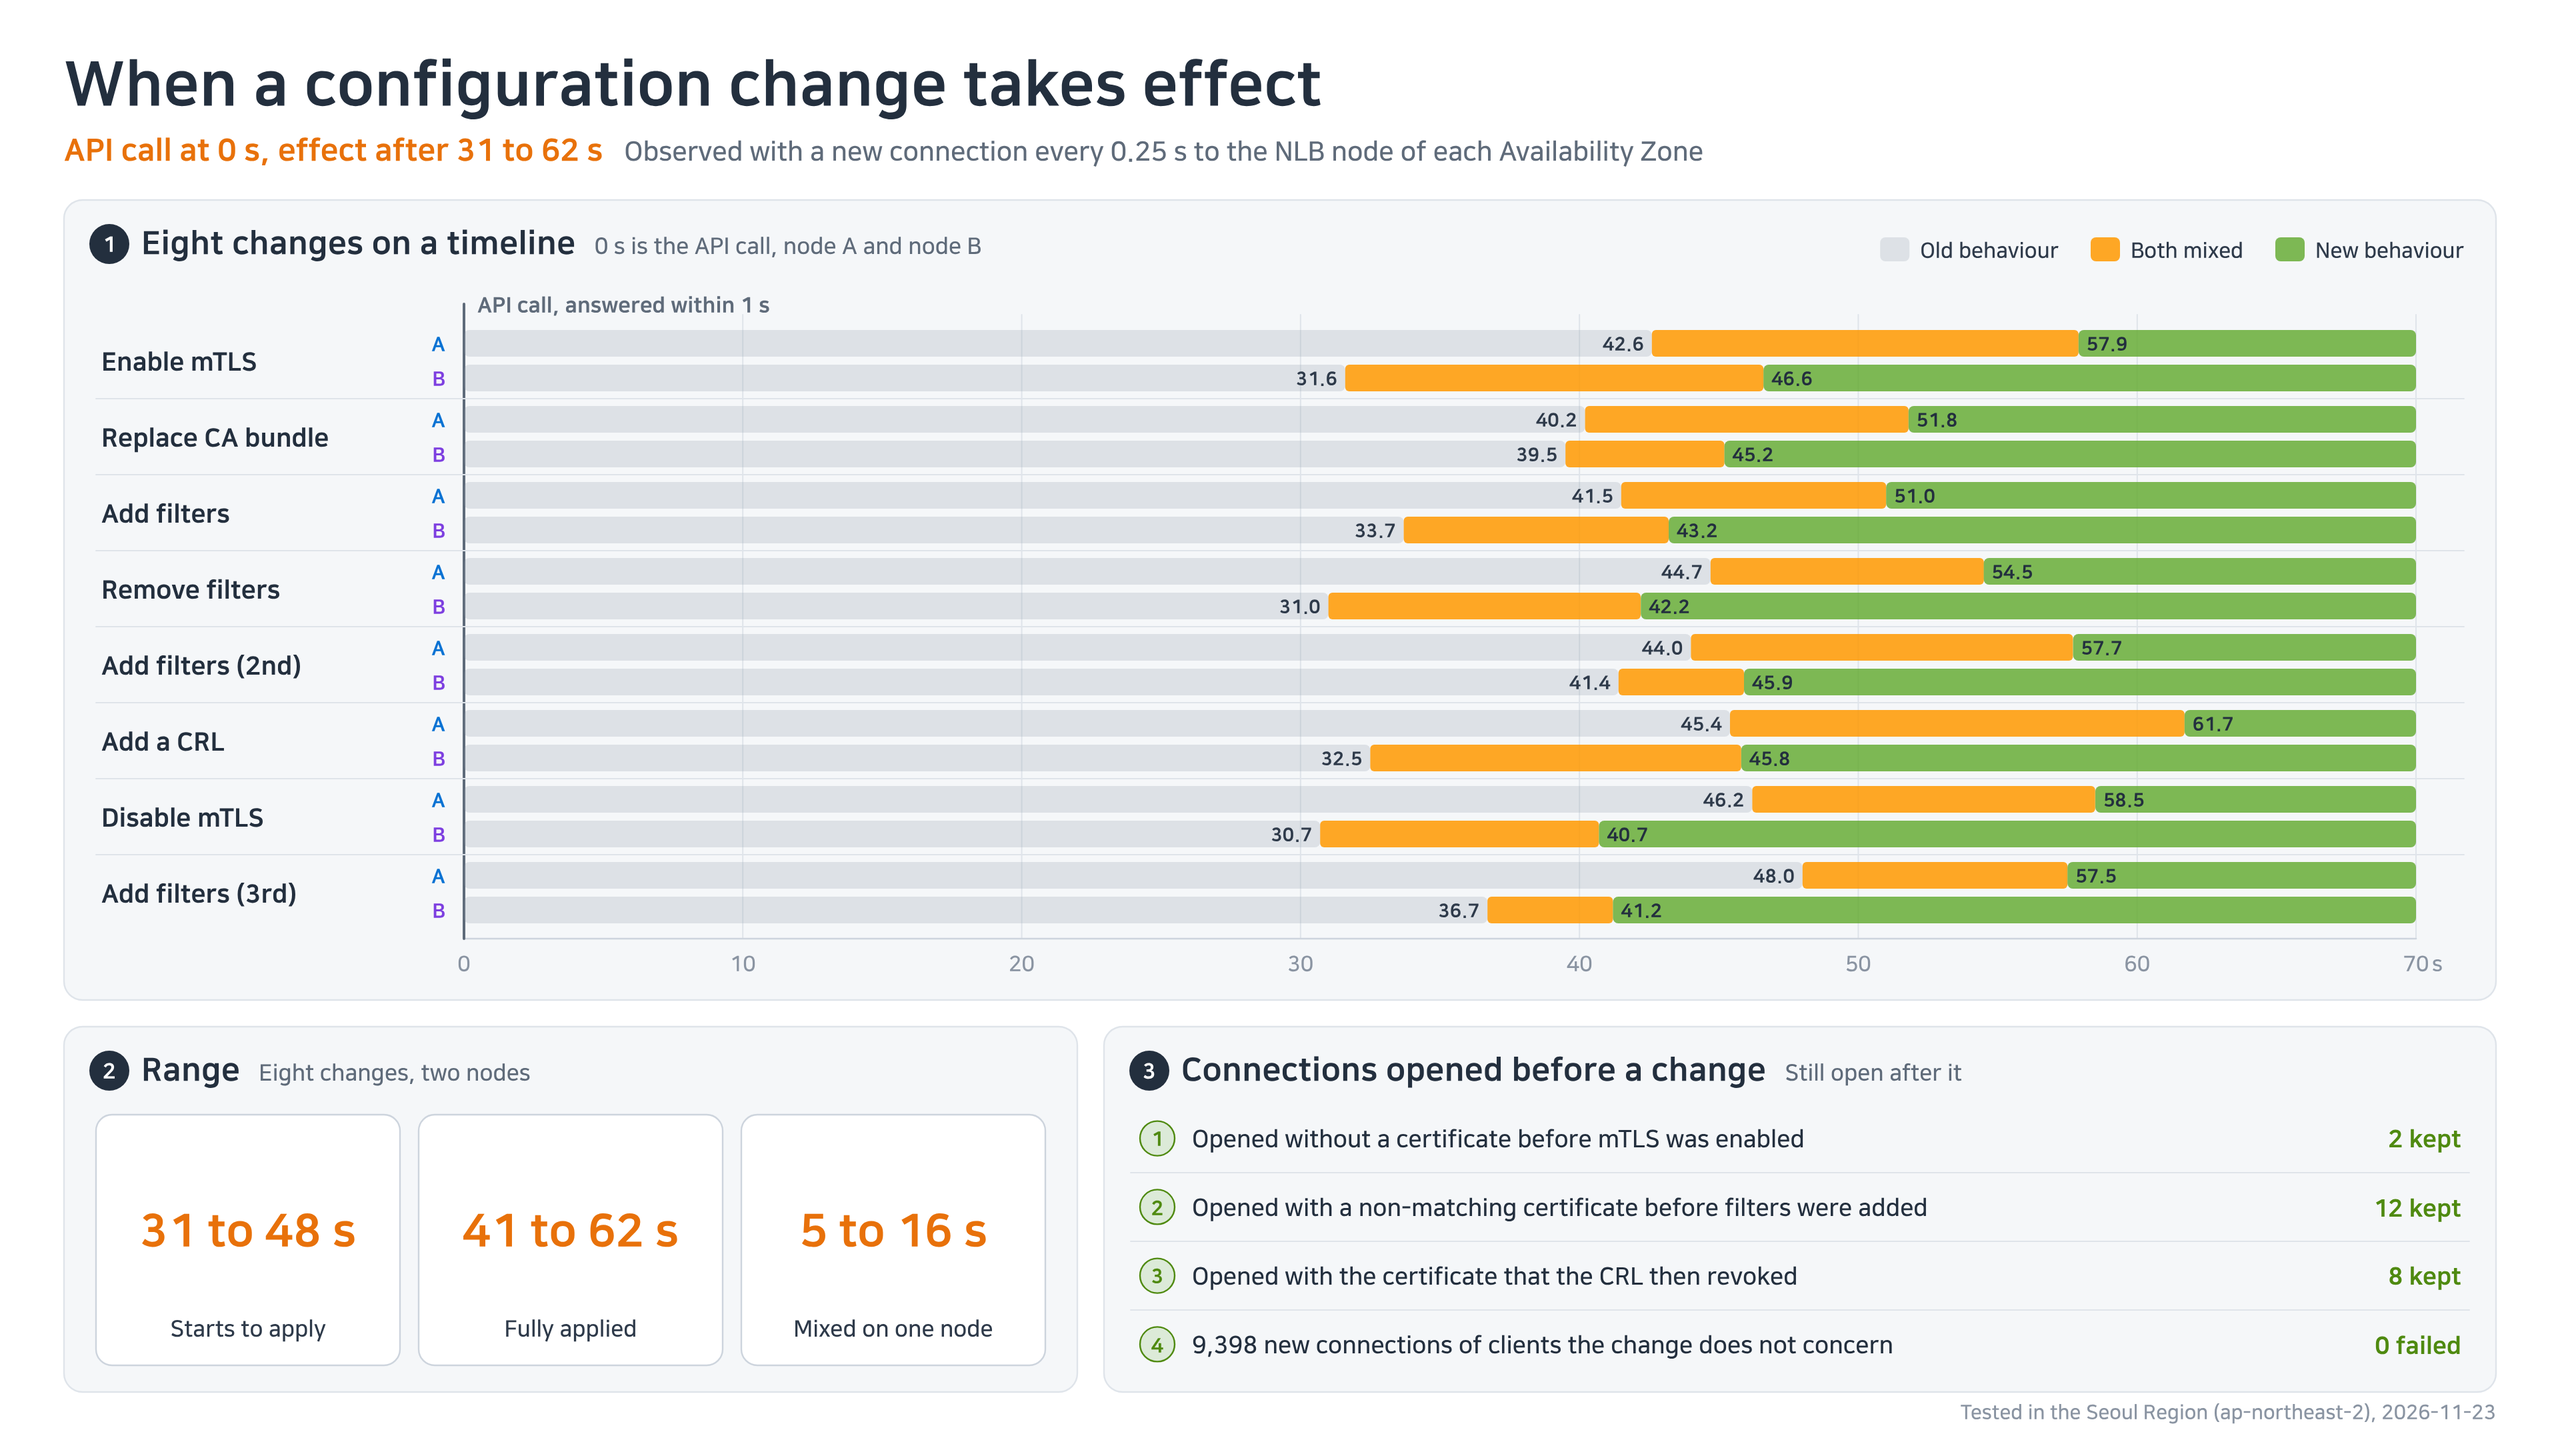 When a configuration change takes effect
API call at 0 s, effect after 31 to 62 s Observed with a new connection every 0.25 s to the NLB node of each Availability Zone
1 Eight changes on a timeline 0 s is the API call, node A and node B
Old behaviour Both mixed New behaviour
API call, answered within 1 s
Enable mTLS
A 42.6 57.9
B 31.6 46.6
Replace CA bundle
A 40.2 51.8
B 39.5 45.2
Add filters
A 41.5 51.0
B 33.7 43.2
Remove filters
A 44.7 54.5
B 31.0 42.2
Add filters (2nd)
A 44.0 57.7
B 41.4 45.9
Add a CRL
A 45.4 61.7
B 32.5 45.8
Disable mTLS
A 46.2 58.5
B 30.7 40.7
Add filters (3rd)
A 48.0 57.5
B 36.7 41.2
0 10 20 30 40 50 60 70 s
2 Range Eight changes, two nodes
31 to 48 s
Starts to apply
41 to 62 s
Fully applied
5 to 16 s
Mixed on one node
3 Connections opened before a change Still open after it
1 Opened without a certificate before mTLS was enabled 2 kept
2 Opened with a non-matching certificate before filters were added 12 kept
3 Opened with the certificate that the CRL then revoked 8 kept
4 9,398 new connections of clients the change does not concern 0 failed
Tested in the Seoul Region (ap-northeast-2), 2026-11-23